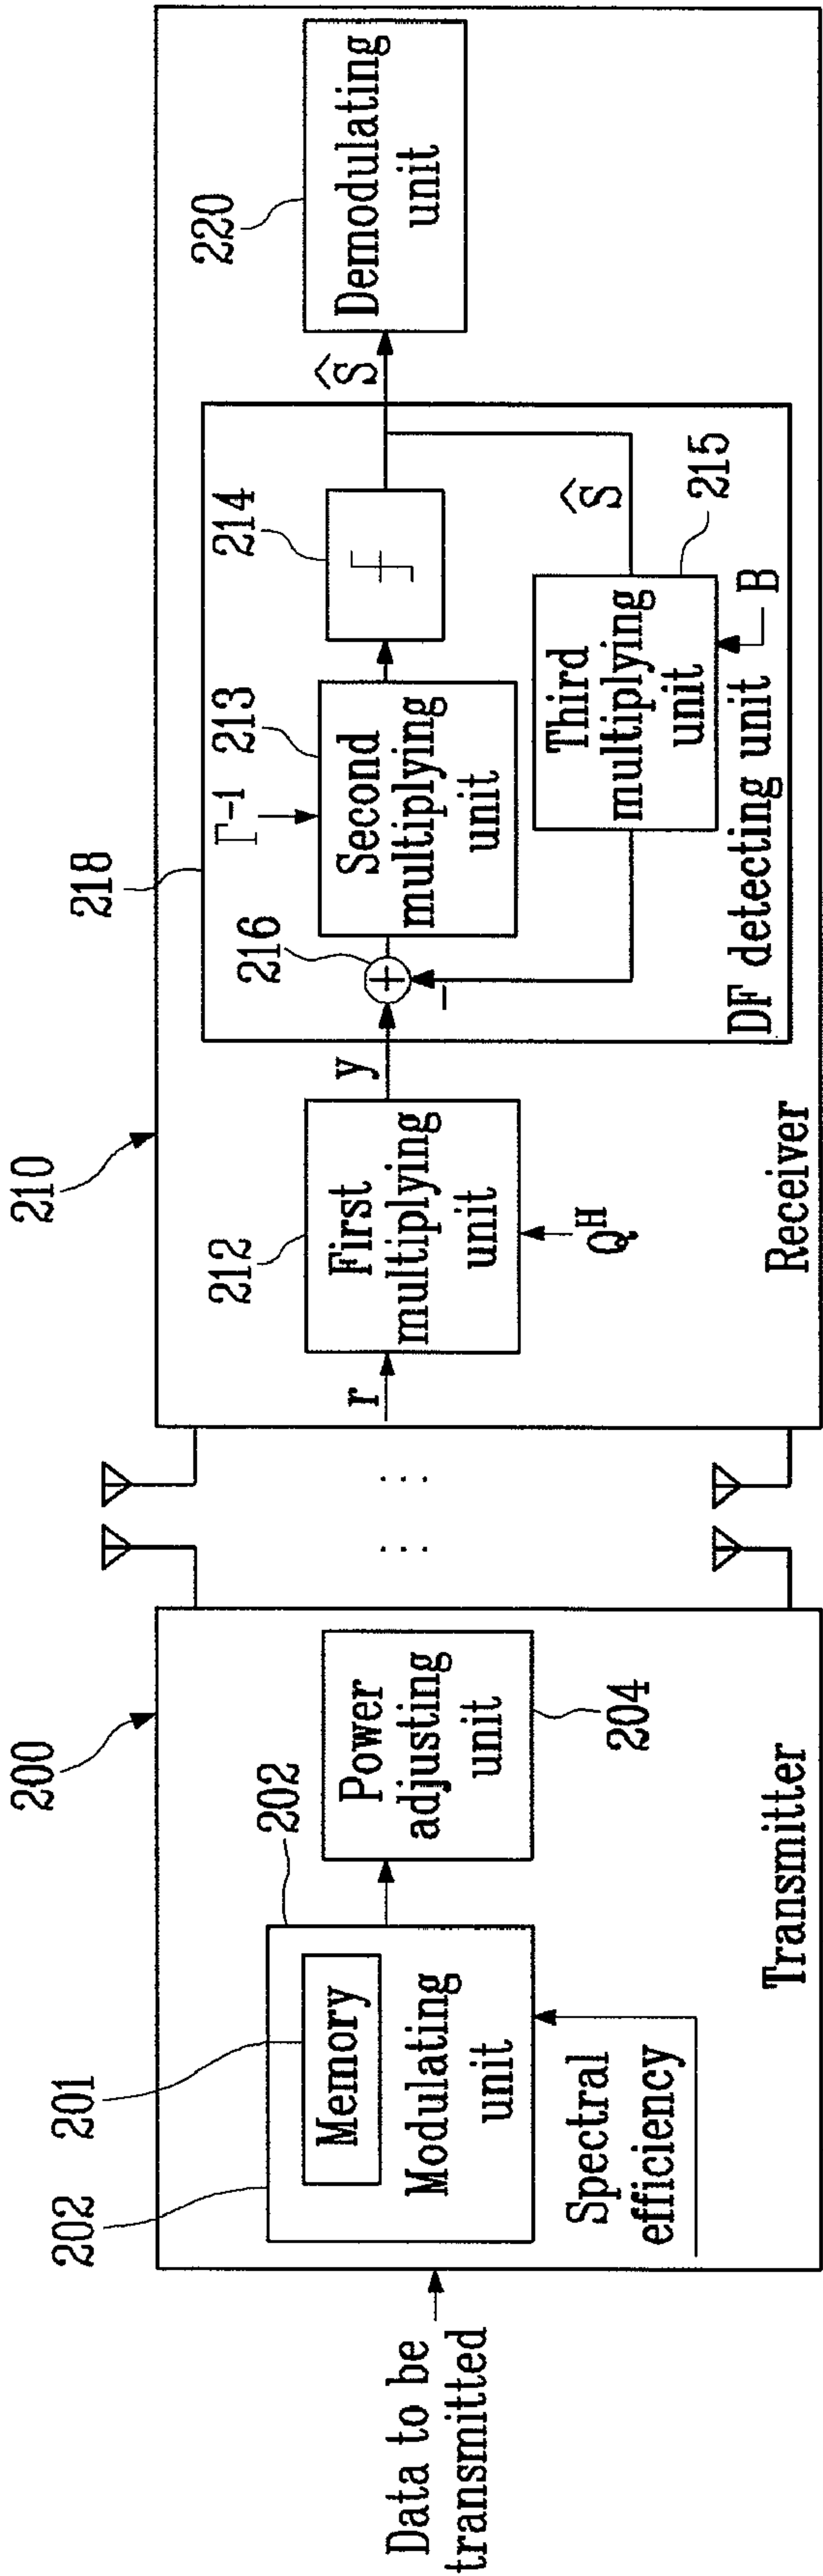 Data to be
transmitted
200
202
201
202
Memory
Modulating
unit
Spectral
efficiency
Power
adjusting
unit
204
Transmitter
. . .
. . .
210
r
212
First
multiplying
unit
Qᴴ
y
218
216
+
−
Γ-1
213
Second
multiplying
unit
214
Ŝ
Ŝ
Third
multiplying
unit
215
B
DF detecting unit
220
Demodulating
unit
Receiver